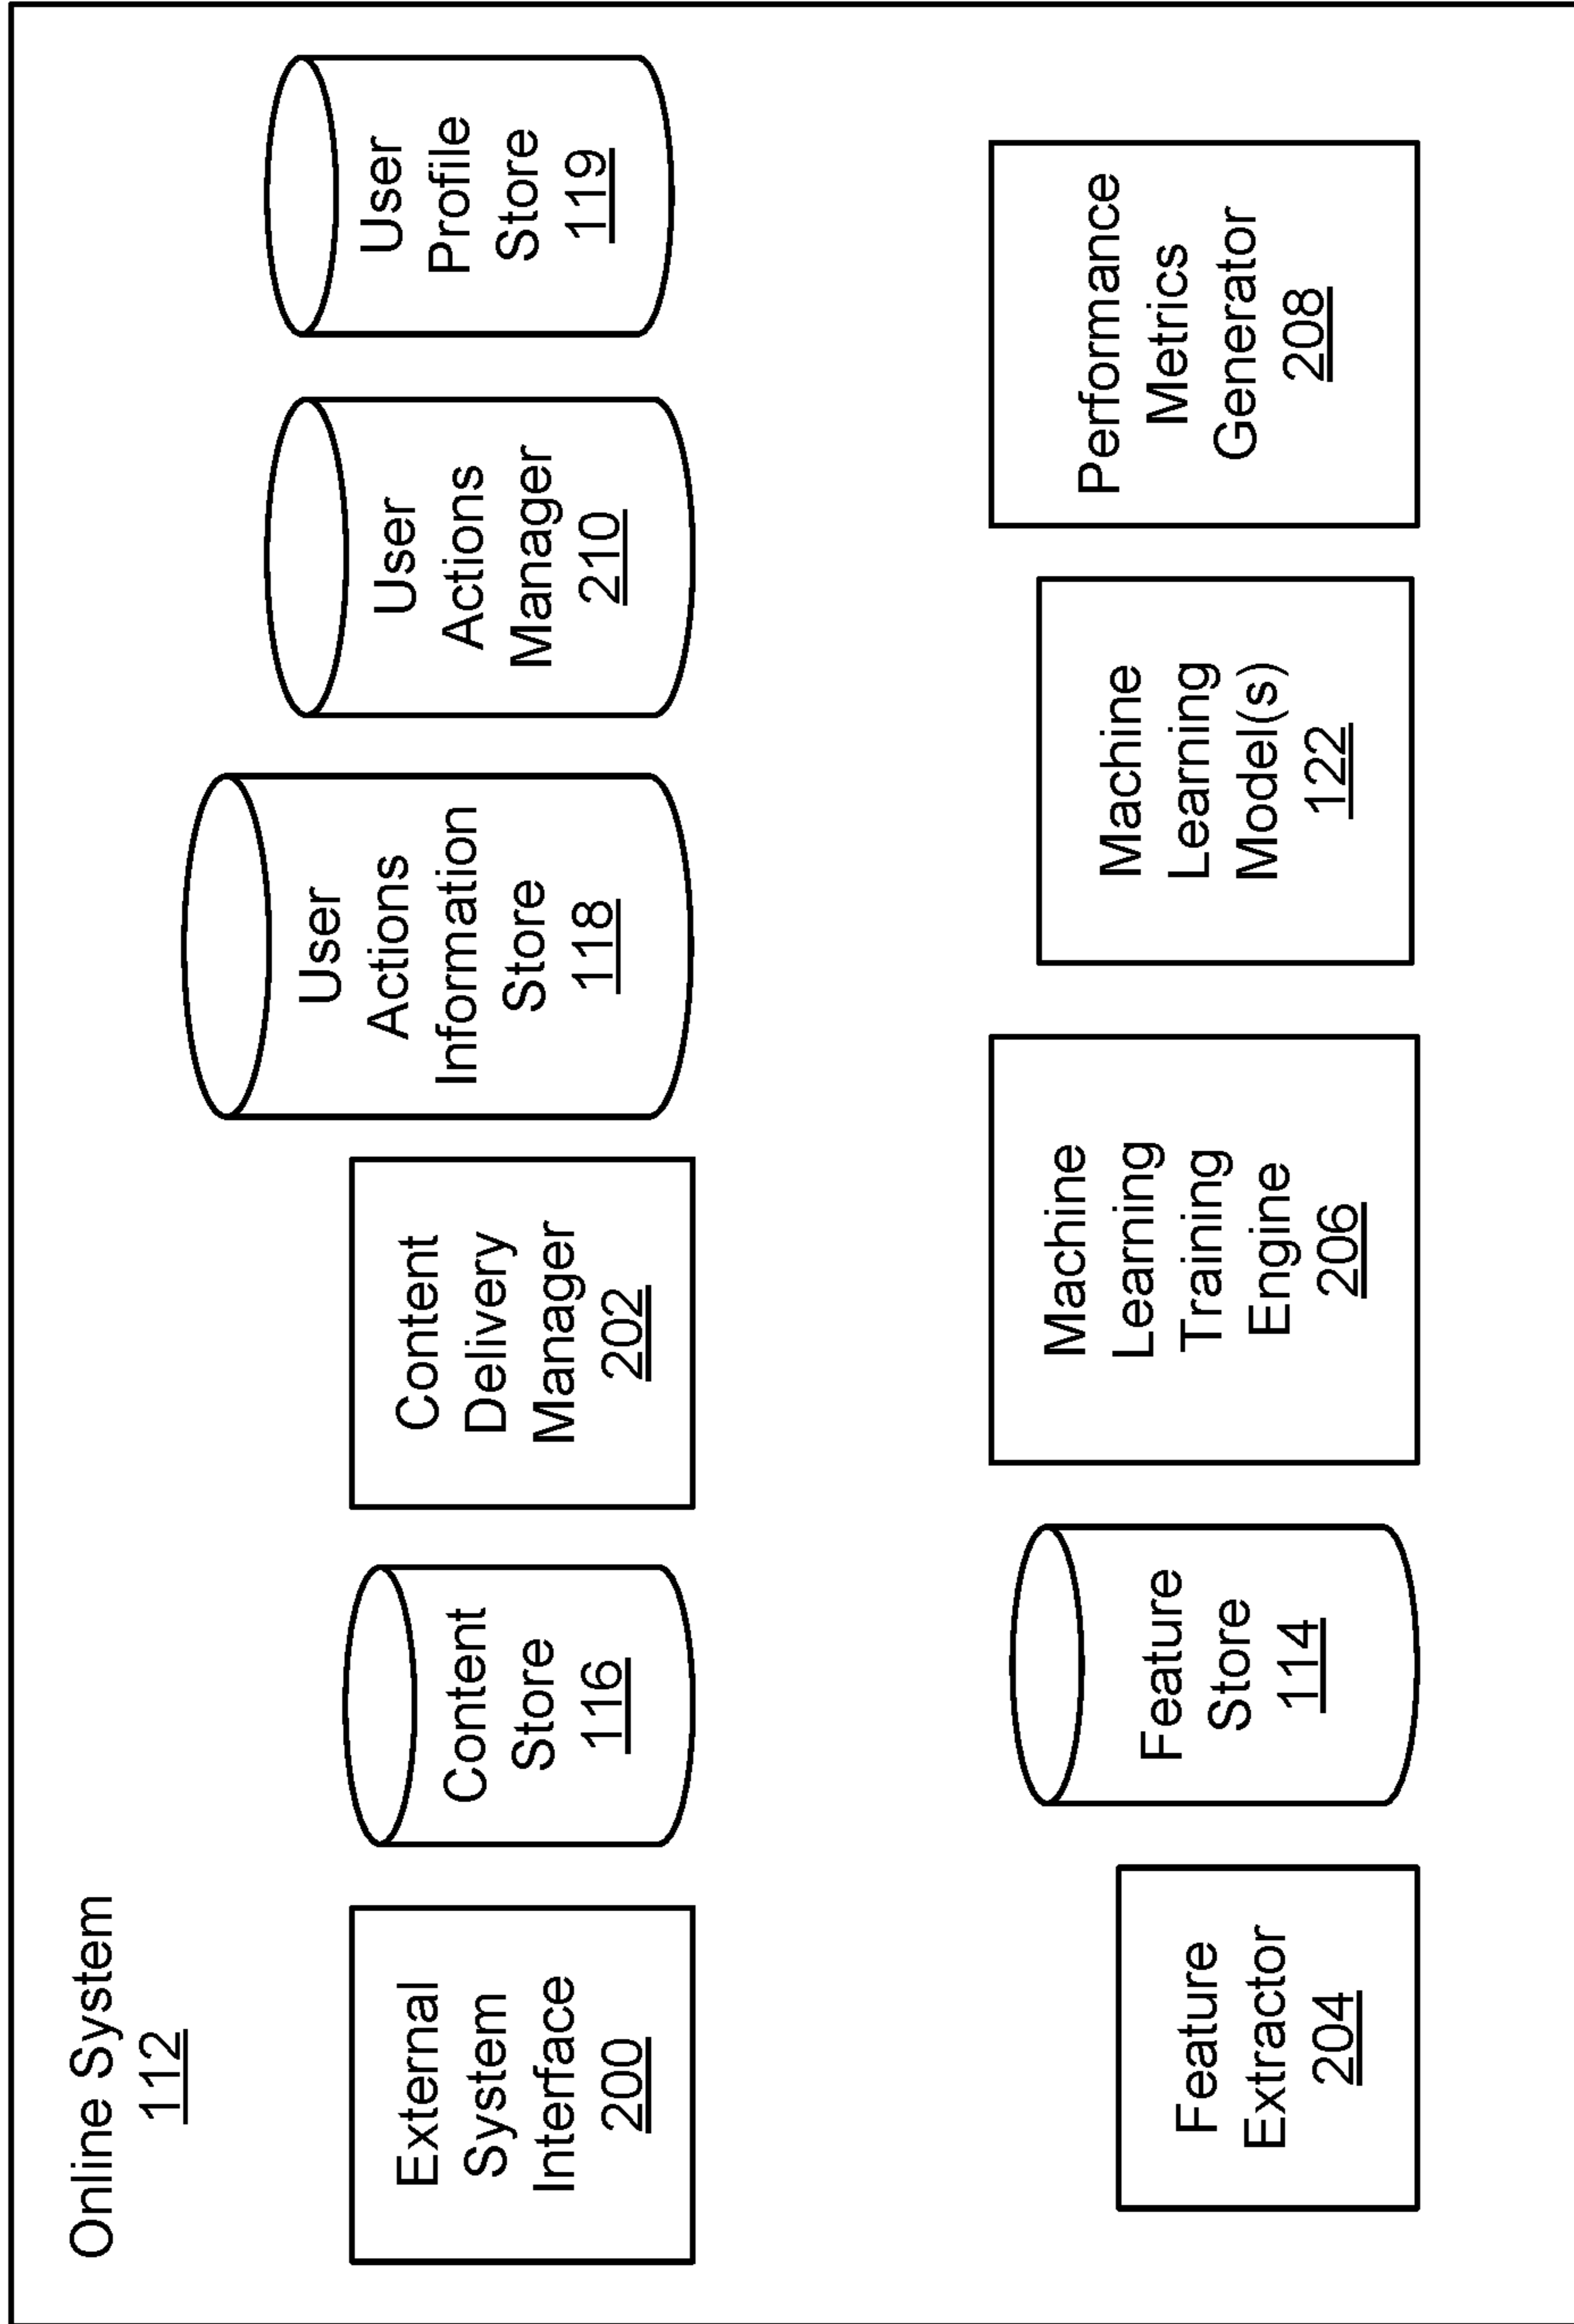 Online System
112
External
System
Interface
200
Content
Store
116
Content
Delivery
Manager
202
User
Actions
Information
Store
118
User
Actions
Manager
210
User
Profile
Store
119
Feature
Extractor
204
Feature
Store
114
Machine
Learning
Training
Engine
206
Machine
Learning
Model(s)
122
Performance
Metrics
Generator
208